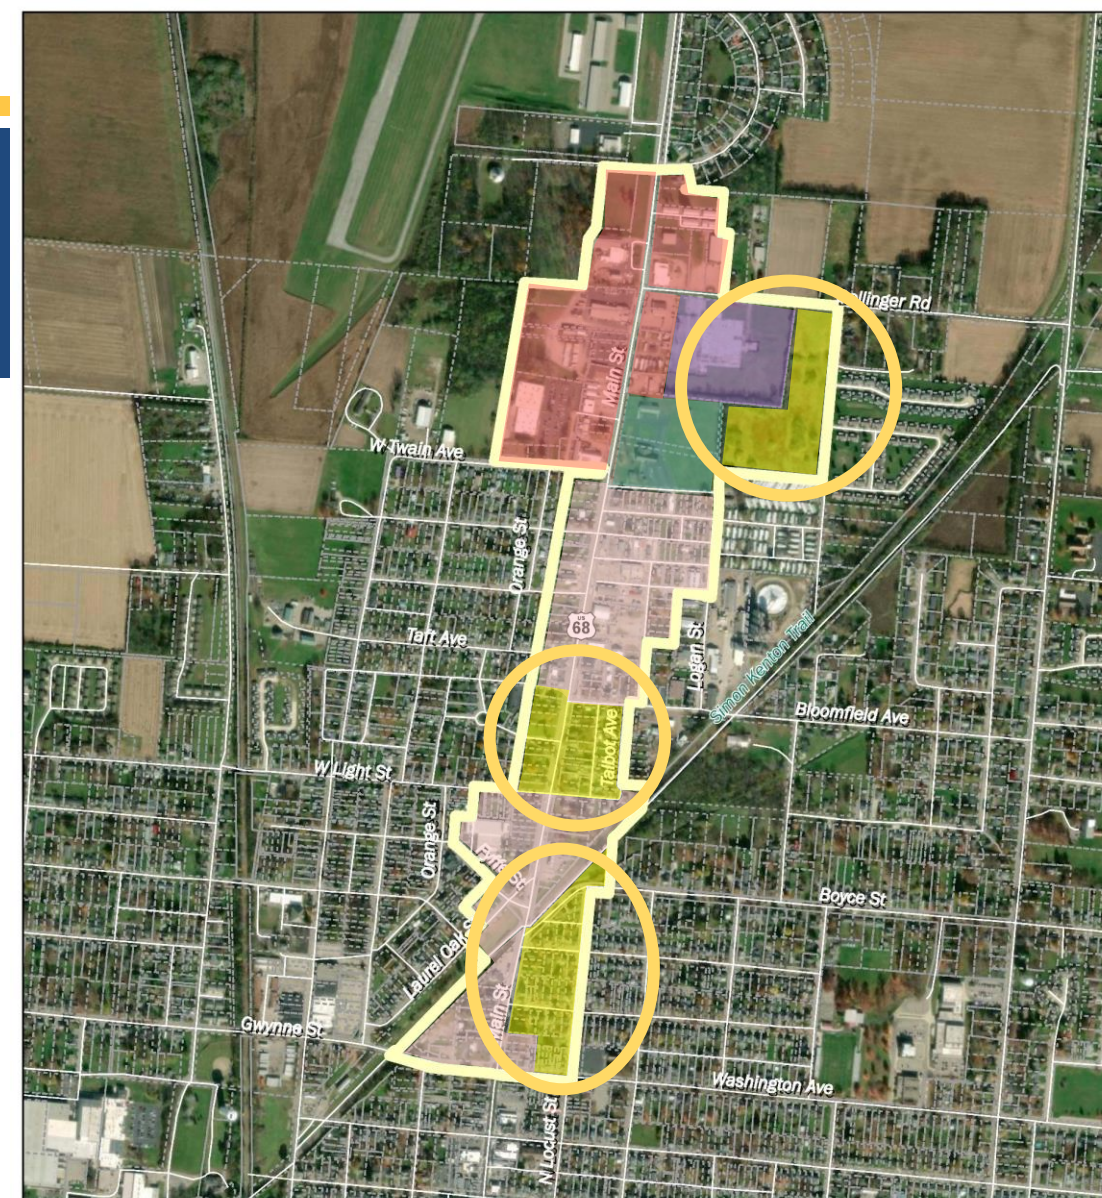 Main St
W Twain Ave
Orange St
US
68
Taft Ave
Logan St
Simon Kenton Trail
Bloomfield Ave
Talbot Ave
W Light St
Orange St
Boyce St
Laurel Oak
Main St
Gwynne St
Washington Ave
N Locust St